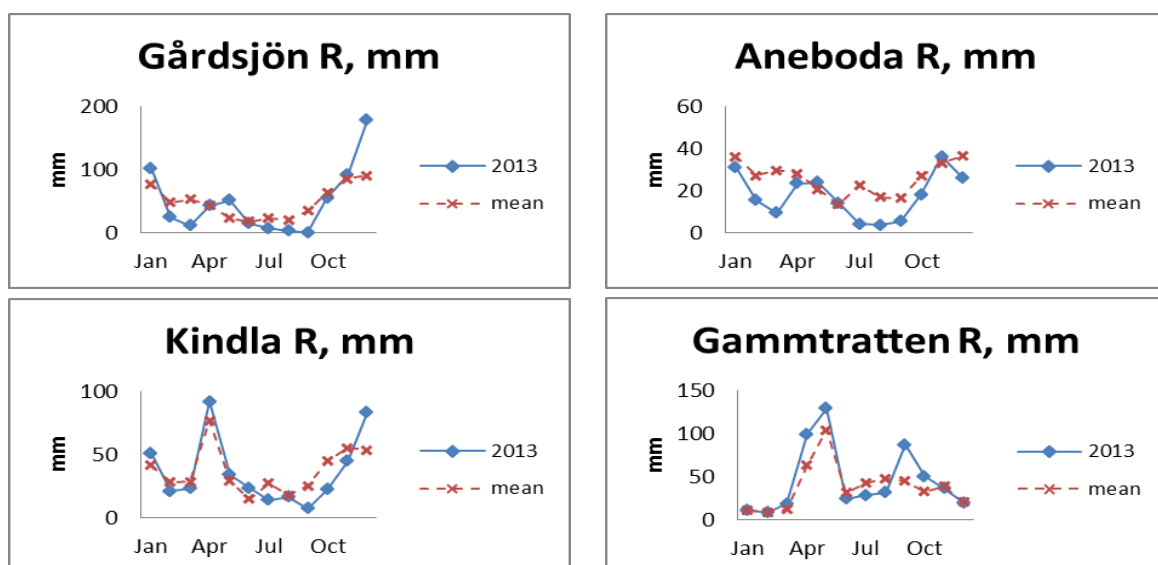 Gårdsjön R, mm
200
100
0
mm
Jan Apr Jul Oct
2013
mean
Aneboda R, mm
60
40
20
0
mm
Jan Apr Jul Oct
2013
mean
Kindla R, mm
100
50
0
mm
Jan Apr Jul Oct
2013
mean
Gammtratten R, mm
150
100
50
0
mm
Jan Apr Jul Oct
2013
mean